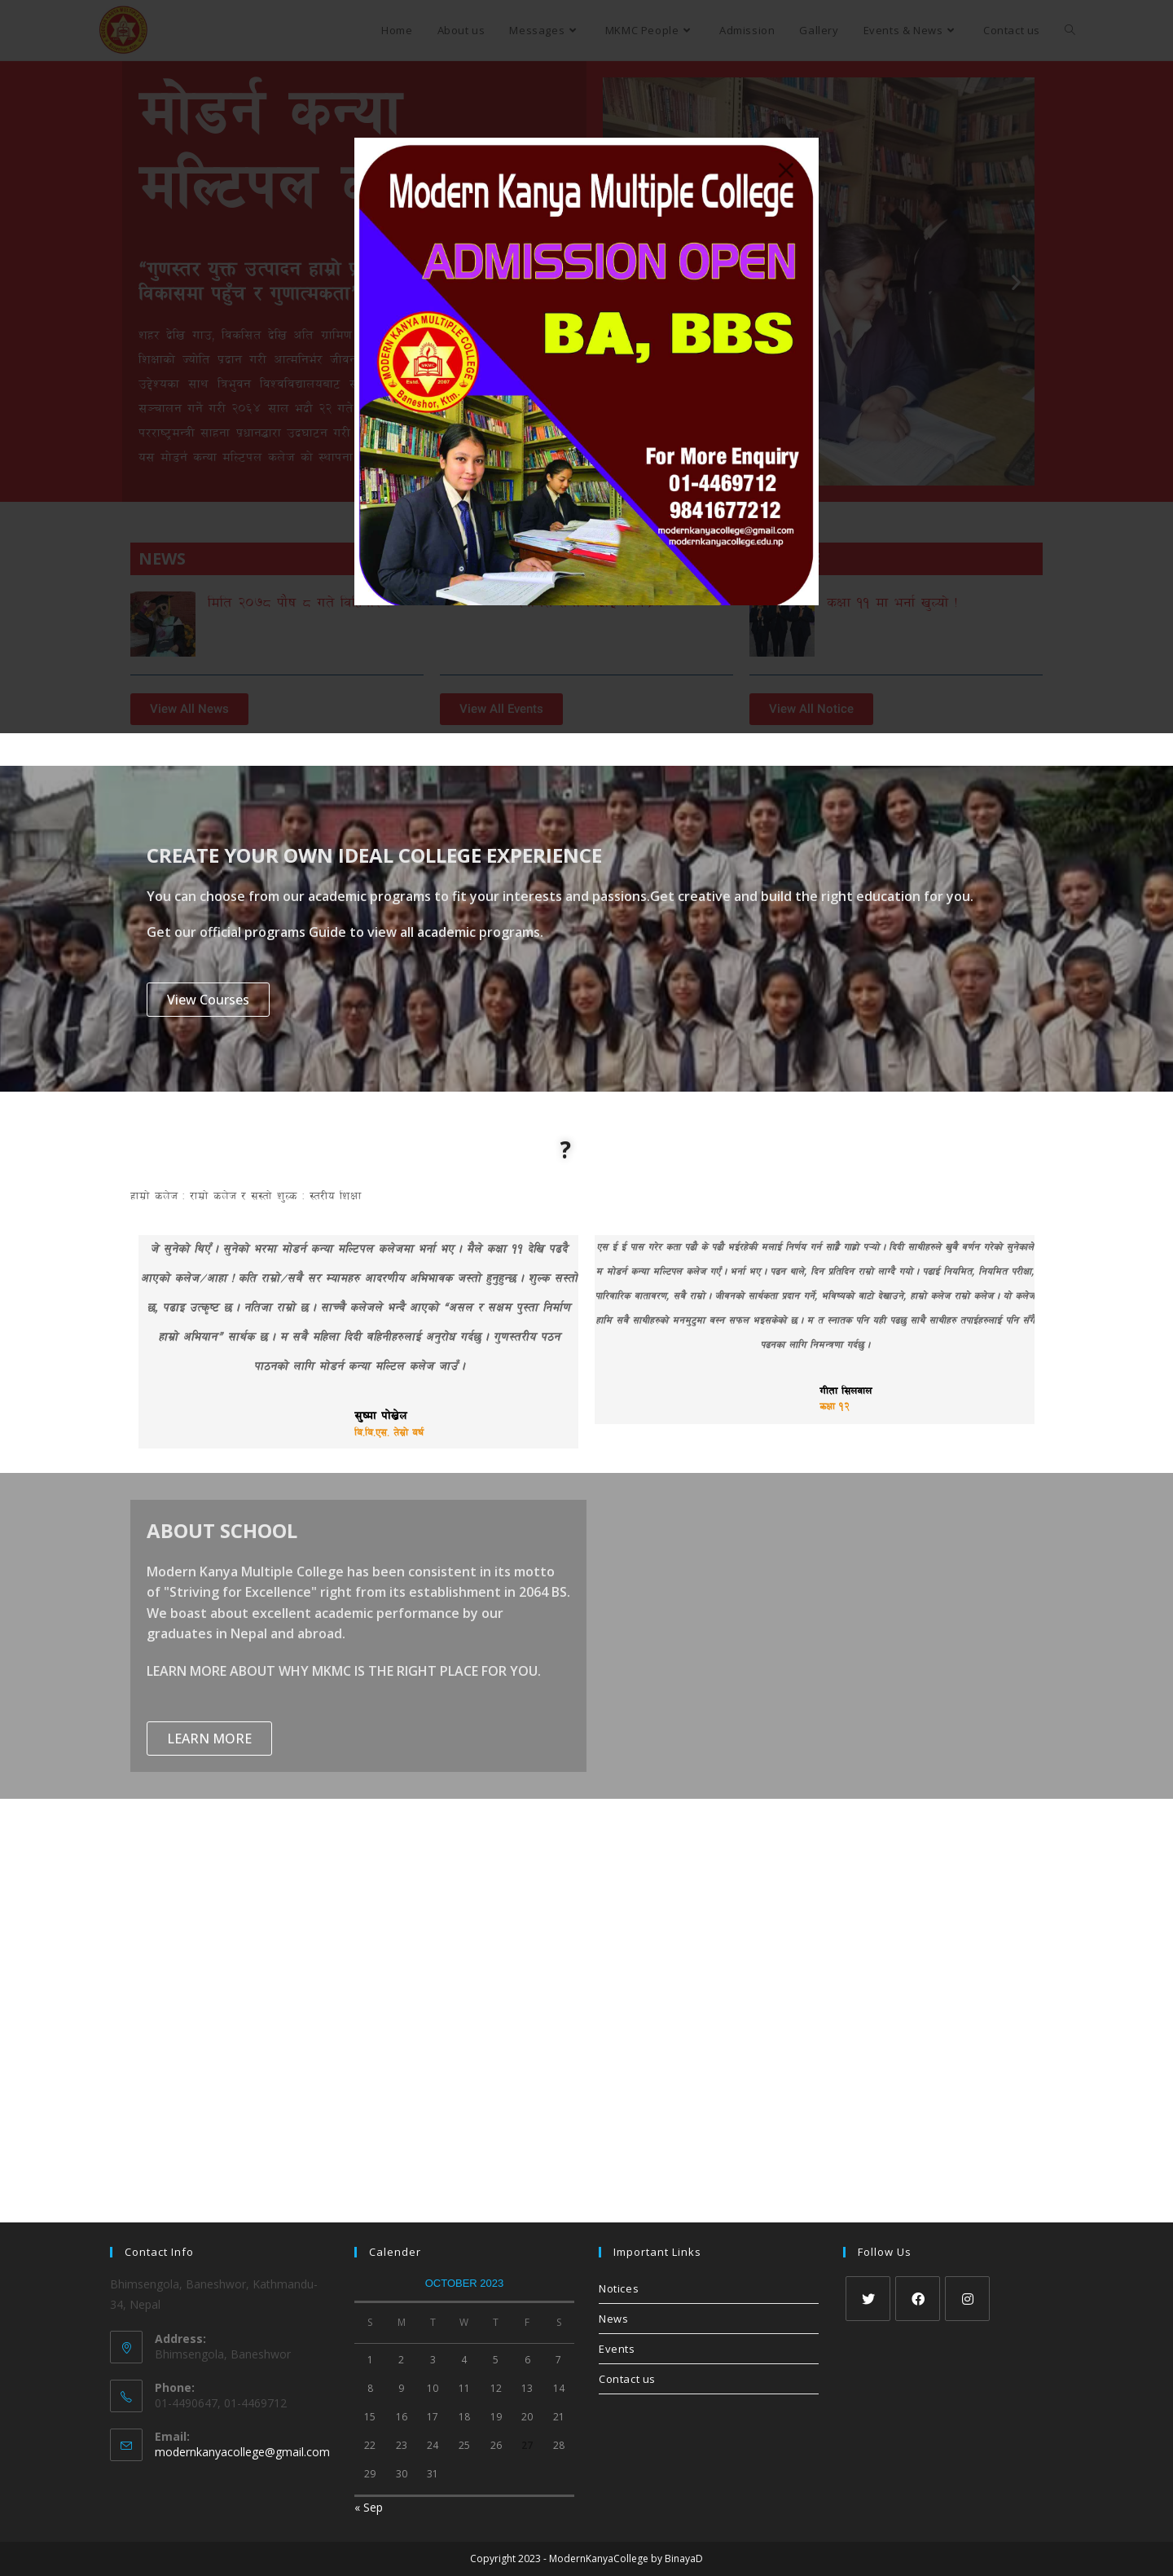 Home About us Messages MKMC People Admission Gallery Events & News Contact us
मोडर्न कन्या
मल्टिपल
“गुणस्तर युक्त उत्पादन हाम्रो
विकासमा पहुँच र गुणात्मकता
शहर देखि गाउ, विकसित देखि अति ग्रामिण
शिक्षाको ज्योति प्रदान गरी आत्मनिर्भर जीवन
उद्देश्यका साथ त्रिभुवन विश्वविद्यालयबाट
सञ्चालन गर्ने गरी २०६४ साल भदौ २२ गते
परराष्ट्रमन्त्री साहना प्रधानद्धारा उद्घाटन गरी
यस मोडर्न कन्या मल्टिपल कलेज को स्थापना
Modern Kanya Multiple College
ADMISSION OPEN
BA, BBS
MODERN KANYA MULTIPLE COLLEGE
MKMC
Estd. 2067
Baneshor, Ktm.
For More Enquiry
01-4469712
9841677212
modernkanyacollege@gmail.com
modernkanyacollege.edu.np
NEWS
मिति २०७८ पौष ८ गते
कक्षा ११ मा भर्ना खुल्यो !
View All News View All Events View All Notice
CREATE YOUR OWN IDEAL COLLEGE EXPERIENCE
You can choose from our academic programs to fit your interests and passions.Get creative and build the right education for you.
Get our official programs Guide to view all academic programs.
View Courses
?
हाम्रो कलेज : राम्रो कलेज र सस्तो शुल्क : स्तरीय शिक्षा
जे सुनेको थिएँ । सुनेको भरमा मोडर्न कन्या मल्टिपल कलेजमा भर्ना भए । मैले कक्षा ११ देखि पढदै
आएको कलेज/आहा ! कति राम्रो/सबै सर म्यामहरु आदरणीय अभिभावक जस्तो हुनुहुन्छ । शुल्क सस्तो
छ, पढाइ उत्कृष्ट छ । नतिजा राम्रो छ । साच्चै कलेजले भन्दै आएको “असल र सक्षम पुस्ता निर्माण
हाम्रो अभियान” सार्थक छ । म सबै महिला दिदी बहिनीहरुलाई अनुरोध गर्दछु । गुणस्तरीय पठन
पाठनको लागि मोडर्न कन्या मल्टिल कलेज जाउँ ।
सुष्मा पोख्रेल
बि.बि.एस. तेस्रो वर्ष
एस ई ई पास गरेर कता पढौ के पढौ भईरहेकी मलाई निर्णय गर्न साह्रै गाह्रो पऱ्यो । दिदी साथीहरुले खुबै वर्णन गरेको सुनेकाले
म मोडर्न कन्या मल्टिपल कलेज गएँ । भर्ना भए । पढन थाले, दिन प्रतिदिन राम्रो लाग्दै गयो । पढाई नियमित, नियमित परीक्षा,
पारिवारिक वातावरण, सबै राम्रो । जीवनको सार्थकता प्रदान गर्ने, भविष्यको बाटो देखाउने, हाम्रो कलेज राम्रो कलेज । यो कलेज
हामि सबै साथीहरुको मनमुटुमा बस्न सफल भइसकेको छ । म त स्नातक पनि यही पढछु साथै साथीहरु तपाईहरुलाई पनि सँगै
पढनका लागि निमन्त्रणा गर्दछु ।
गीता सिलवाल
कक्षा १२
ABOUT SCHOOL
Modern Kanya Multiple College has been consistent in its motto
of "Striving for Excellence" right from its establishment in 2064 BS.
We boast about excellent academic performance by our
graduates in Nepal and abroad.
LEARN MORE ABOUT WHY MKMC IS THE RIGHT PLACE FOR YOU.
LEARN MORE
Contact Info
Bhimsengola, Baneshwor, Kathmandu-
34, Nepal
Address:
Bhimsengola, Baneshwor
Phone:
01-4490647, 01-4469712
Email:
modernkanyacollege@gmail.com
Calender
OCTOBER 2023
S M T W T F S
1 2 3 4 5 6 7
8 9 10 11 12 13 14
15 16 17 18 19 20 21
22 23 24 25 26 27 28
29 30 31
« Sep
Important Links
Notices
News
Events
Contact us
Follow Us
Copyright 2023 - ModernKanyaCollege by BinayaD